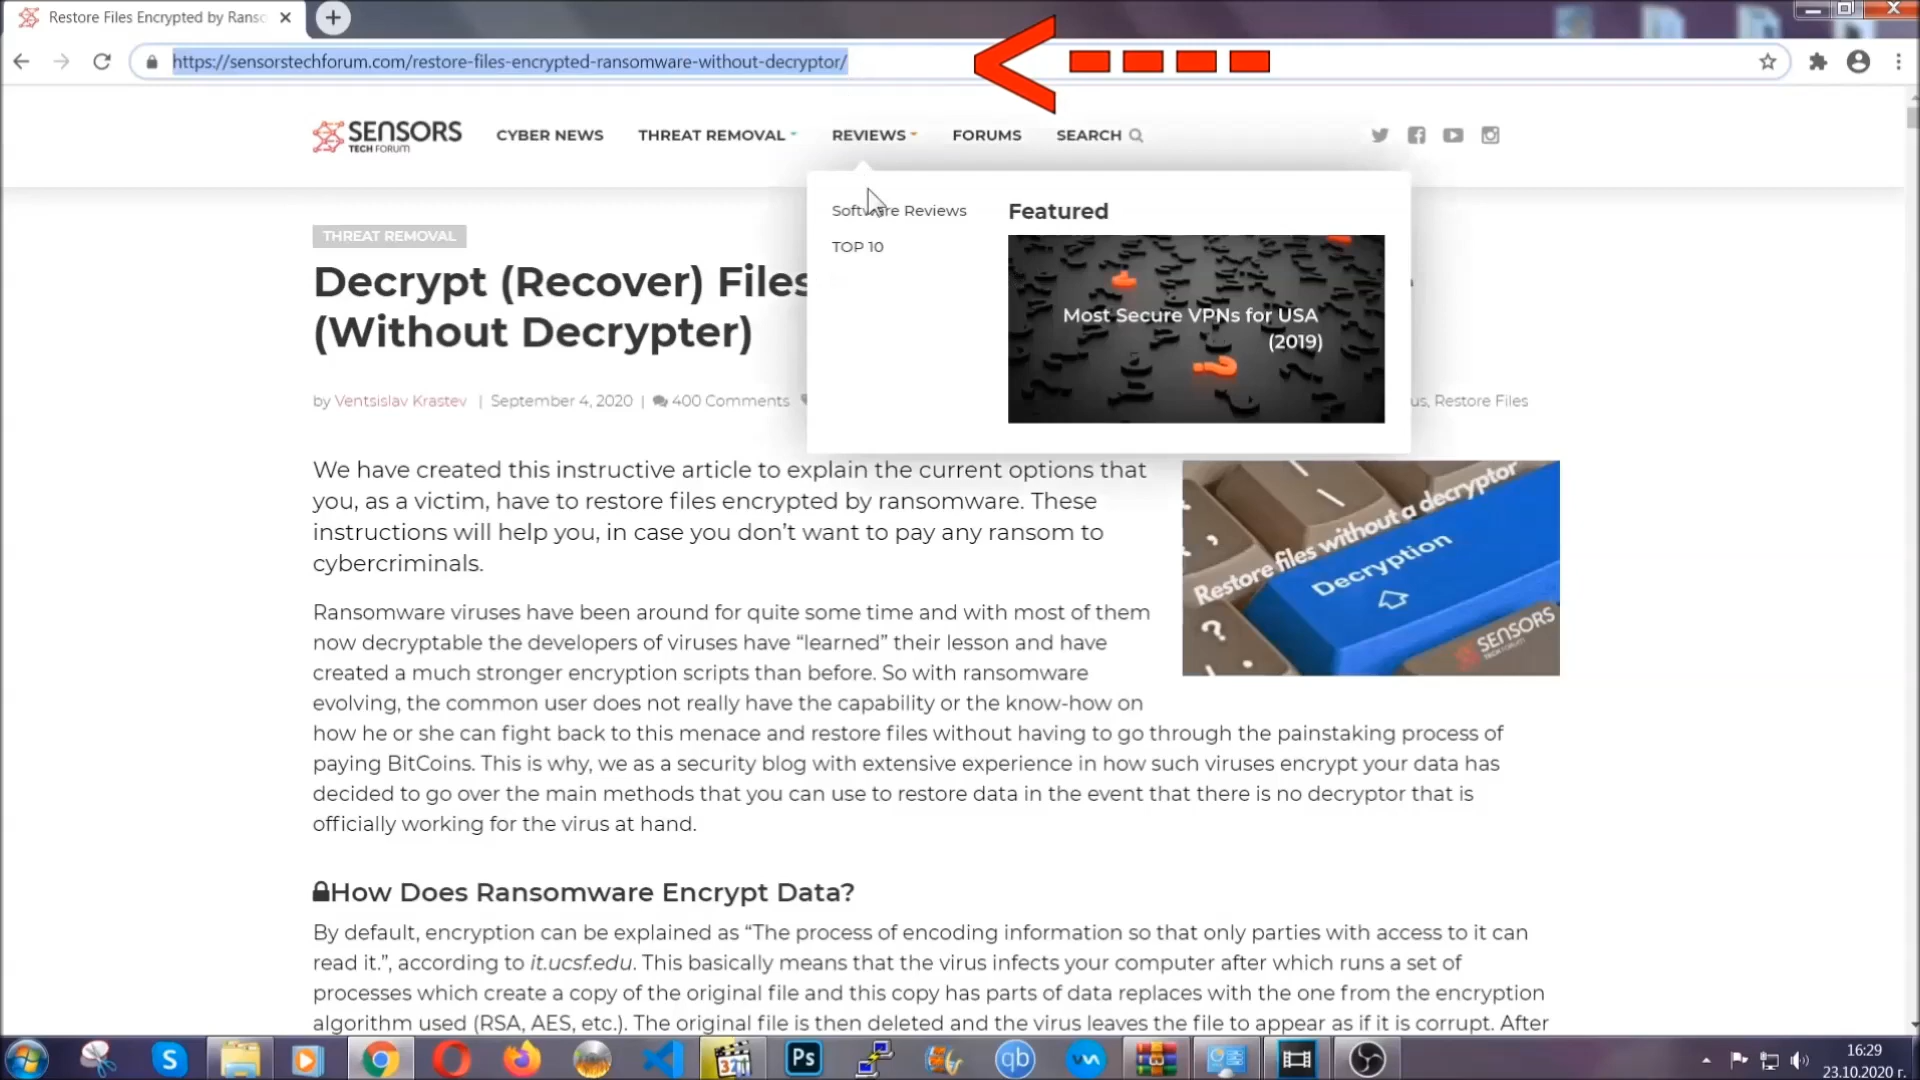 Restore Files Encrypted by Ranso
https://sensorstechforum.com/restore-files-encrypted-ransomware-without-decryptor/
SENSORS
TECH FORUM
CYBER NEWS
THREAT REMOVAL
REVIEWS
FORUMS
SEARCH
Software Reviews
TOP 10
Featured
Most Secure VPNs for USA
(2019)
THREAT REMOVAL
Decrypt (Recover) Files
(Without Decrypter)
by Ventsislav Krastev | September 4, 2020 | 400 Comments
us, Restore Files
We have created this instructive article to explain the current options that
you, as a victim, have to restore files encrypted by ransomware. These
instructions will help you, in case you don’t want to pay any ransom to
cybercriminals.
Restore files without a decryptor
Decryption
SENSORS
TECH FORUM
Ransomware viruses have been around for quite some time and with most of them
now decryptable the developers of viruses have “learned” their lesson and have
created a much stronger encryption scripts than before. So with ransomware
evolving, the common user does not really have the capability or the know-how on
how he or she can fight back to this menace and restore files without having to go through the painstaking process of
paying BitCoins. This is why, we as a security blog with extensive experience in how such viruses encrypt your data has
decided to go over the main methods that you can use to restore data in the event that there is no decryptor that is
officially working for the virus at hand.
How Does Ransomware Encrypt Data?
By default, encryption can be explained as “The process of encoding information so that only parties with access to it can
read it.”, according to it.ucsf.edu. This basically means that the virus infects your computer after which runs a set of
processes which create a copy of the original file and this copy has parts of data replaces with the one from the encryption
algorithm used (RSA, AES, etc.). The original file is then deleted and the virus leaves the file to appear as if it is corrupt. After
S
321
Ps
qb
16:29
23.10.2020 г.